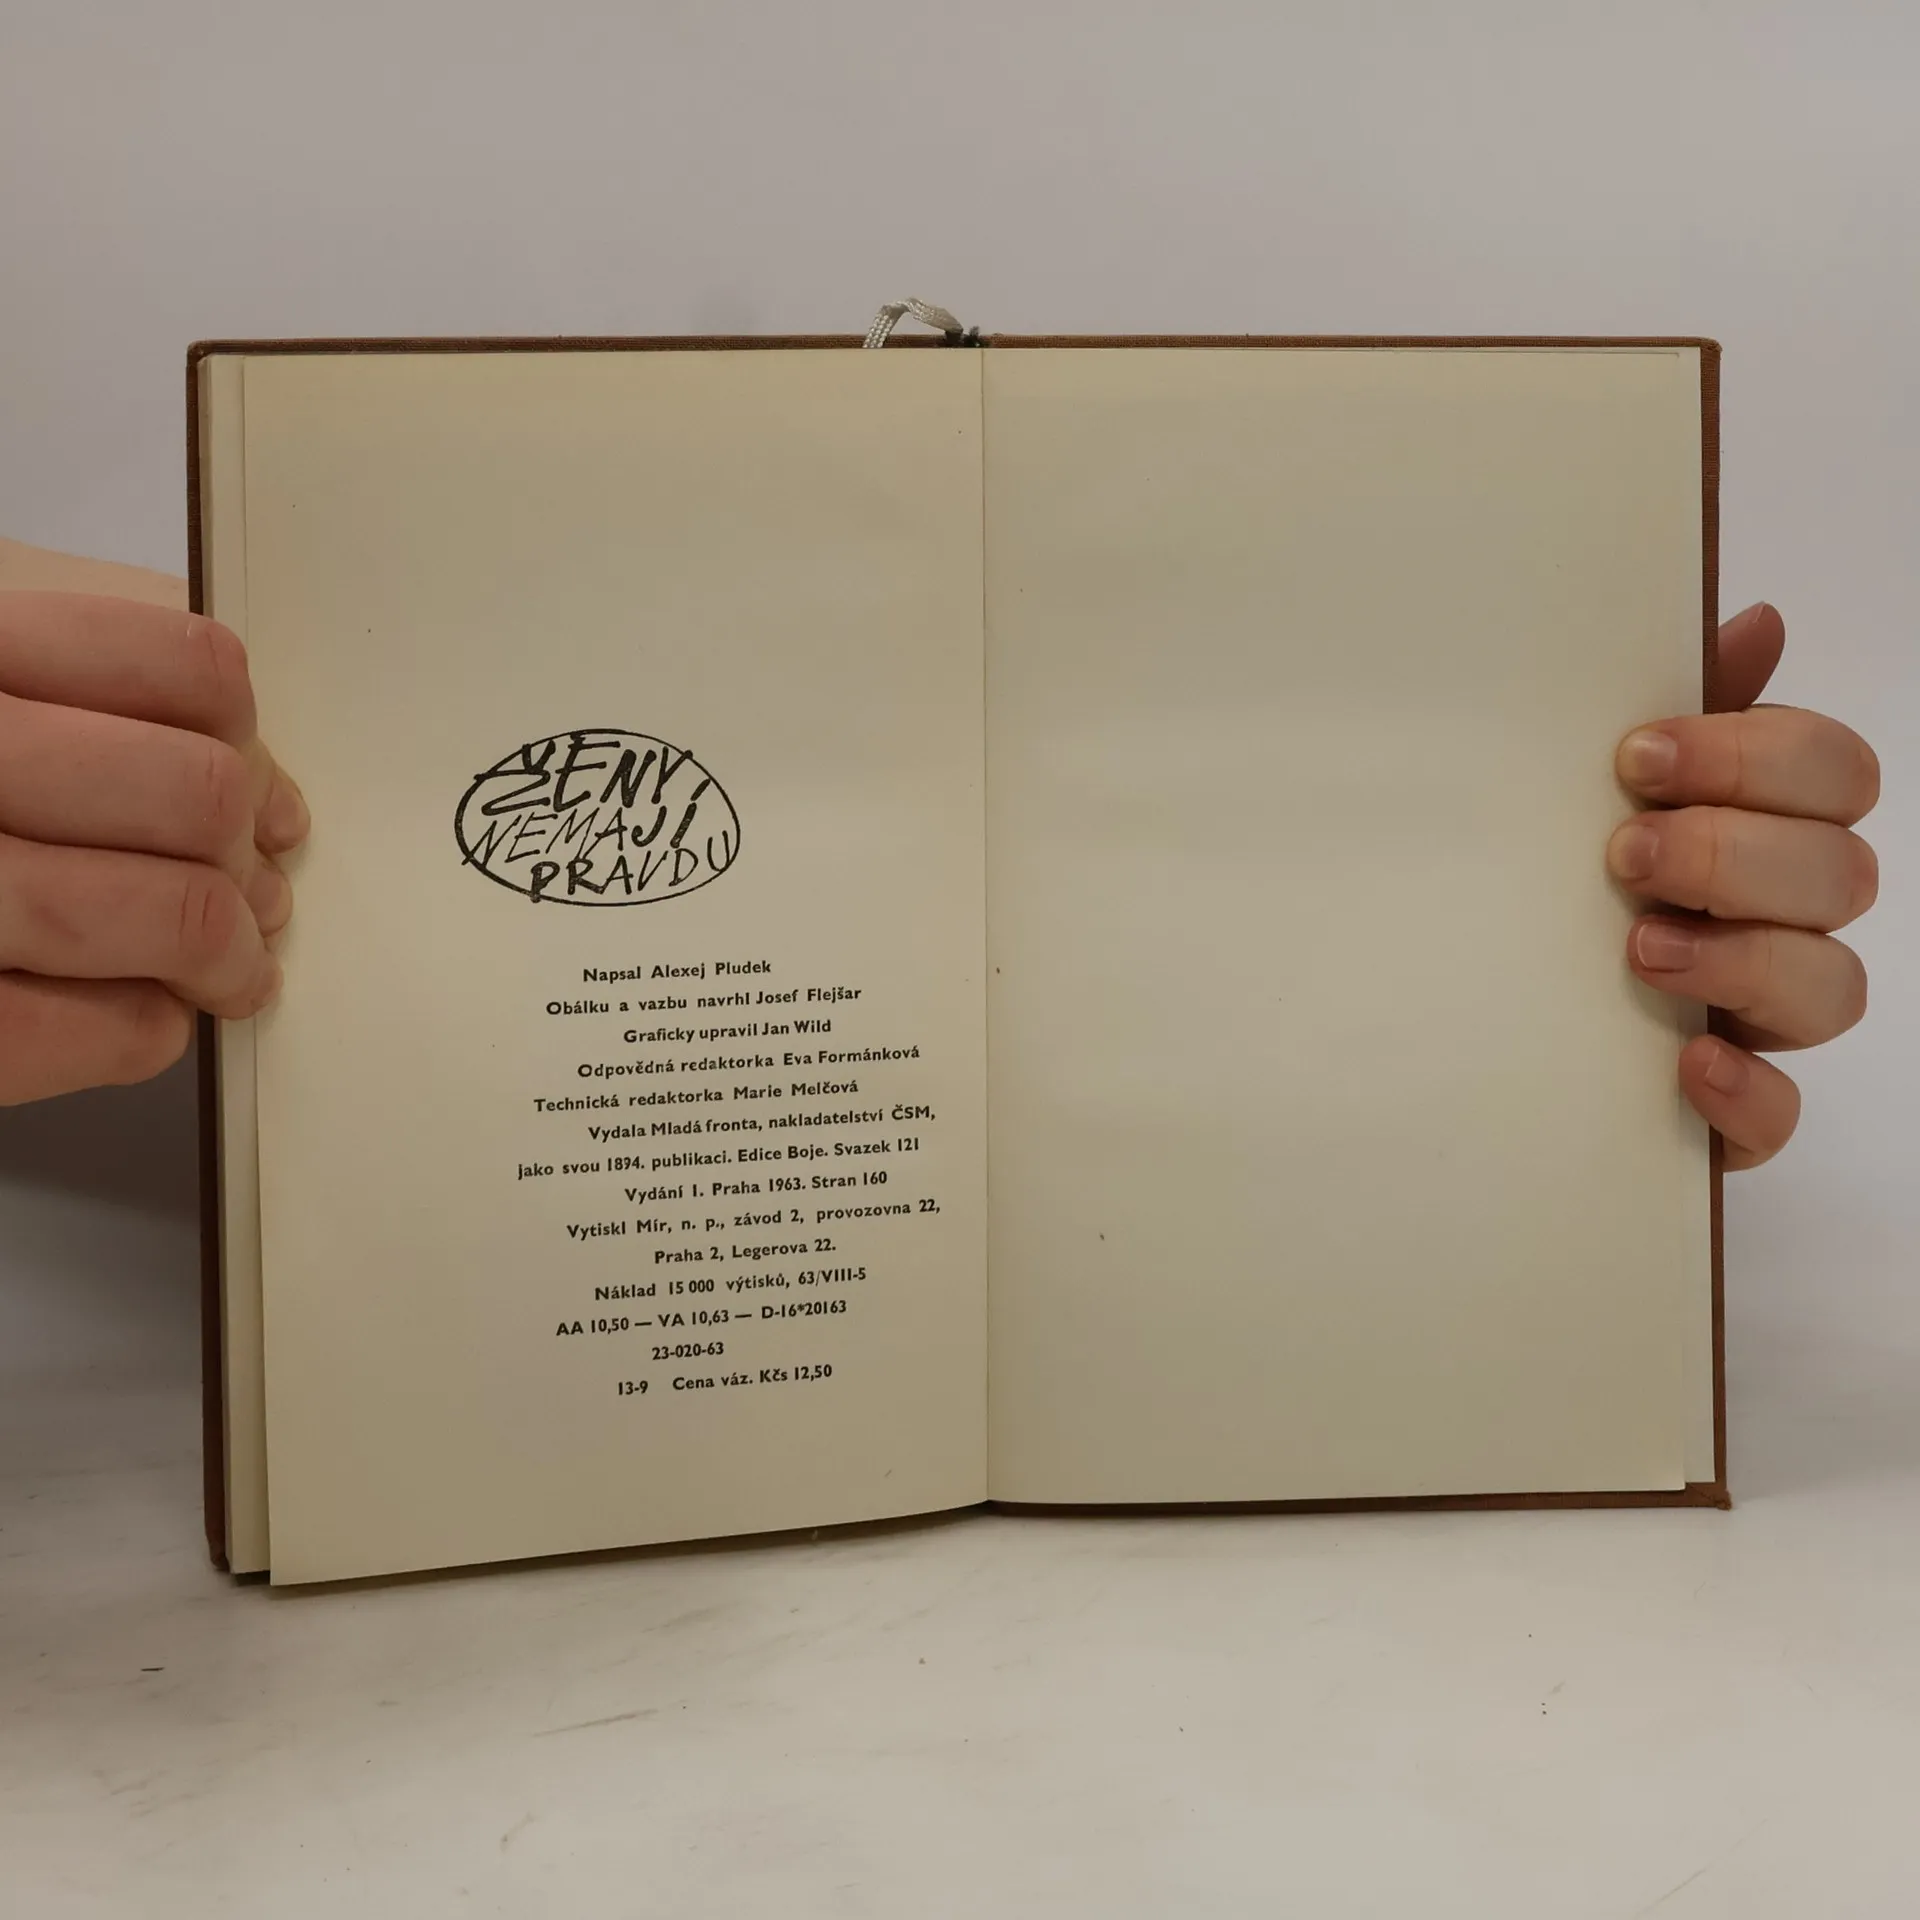 ŽENY
NEMAJÍ
PRAVDU
Napsal Alexej Pludek
Obálku a vazbu navrhl Josef Flejšar
Graficky upravil Jan Wild
Odpovědná redaktorka Eva Formánková
Technická redaktorka Marie Melčová
Vydala Mladá fronta, nakladatelství ČSM,
jako svou 1894. publikaci. Edice Boje. Svazek 121
Vydání 1. Praha 1963. Stran 160
Vytiskl Mír, n. p., závod 2, provozovna 22,
Praha 2, Legerova 22.
Náklad 15 000 výtisků, 63/VIII-5
AA 10,50 — VA 10,63 — D-16*20163
23-020-63
13-9 Cena váz. Kčs 12,50